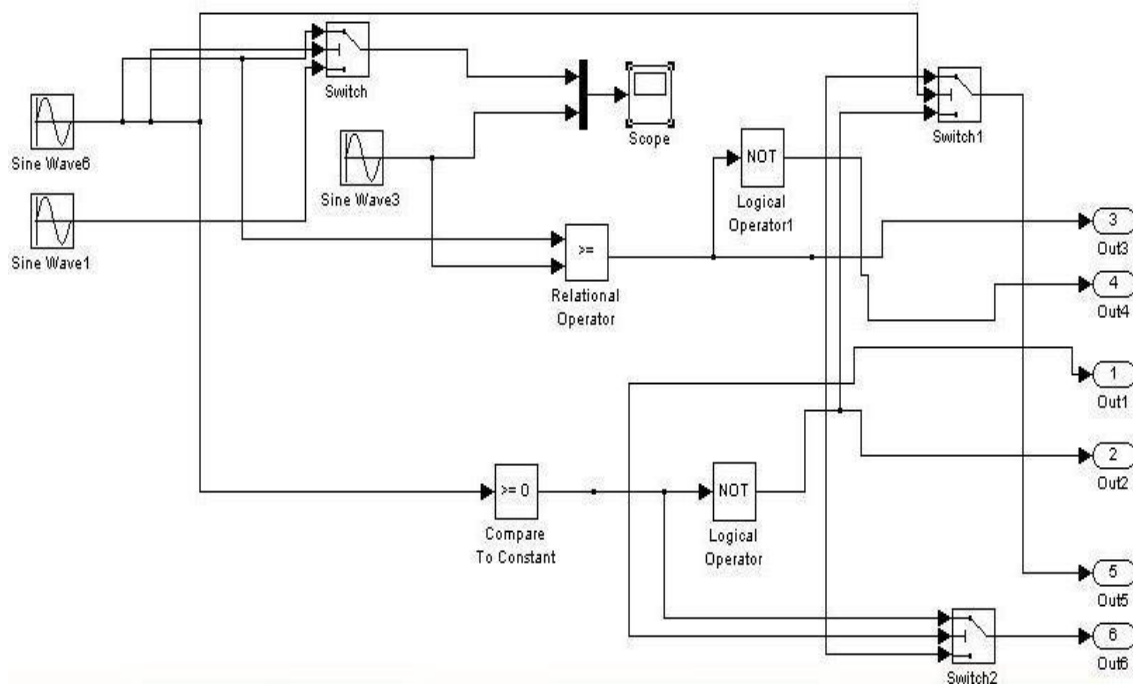 Switch
Sine Wave6
Sine Wave3
Scope
Switch1
NOT
Logical
Operator1
Sine Wave1
3
Out3
>=
Relational
Operator
4
Out4
1
Out1
2
Out2
>= 0
Compare
To Constant
NOT
Logical
Operator
5
Out5
6
Out6
Switch2